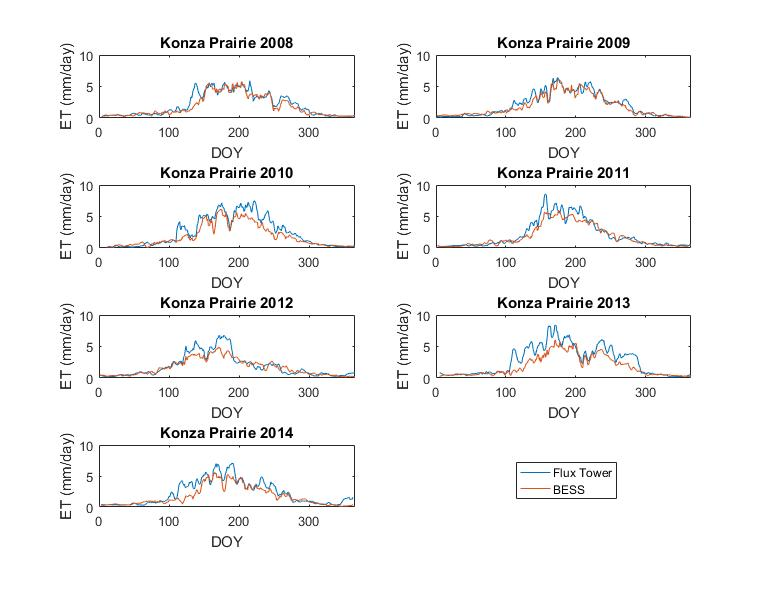 Konza Prairie 2008
ET (mm/day)
10
5
0
0 100 200 300
DOY
Konza Prairie 2009
ET (mm/day)
10
5
0
0 100 200 300
DOY
Konza Prairie 2010
ET (mm/day)
10
5
0
0 100 200 300
DOY
Konza Prairie 2011
ET (mm/day)
10
5
0
0 100 200 300
DOY
Konza Prairie 2012
ET (mm/day)
10
5
0
0 100 200 300
DOY
Konza Prairie 2013
ET (mm/day)
10
5
0
0 100 200 300
DOY
Konza Prairie 2014
ET (mm/day)
10
5
0
0 100 200 300
DOY
Flux Tower
BESS